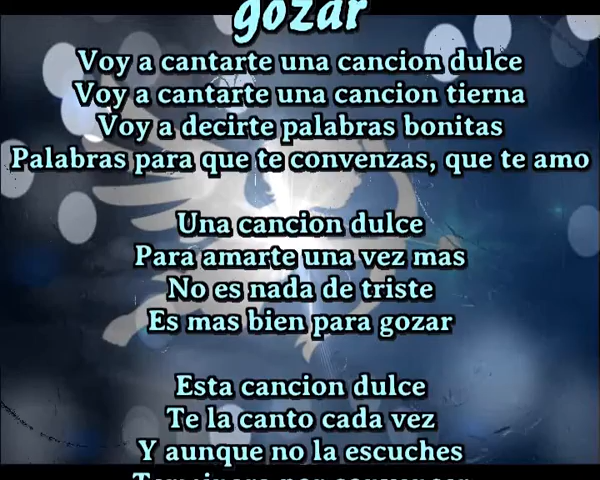 gozar
Voy a cantarte una cancion dulce
Voy a cantarte una cancion tierna
Voy a decirte palabras bonitas
Palabras para que te convenzas, que te amo
Una cancion dulce
Para amarte una vez mas
No es nada de triste
Es mas bien para gozar
Esta cancion dulce
Te la canto cada vez
Y aunque no la escuches